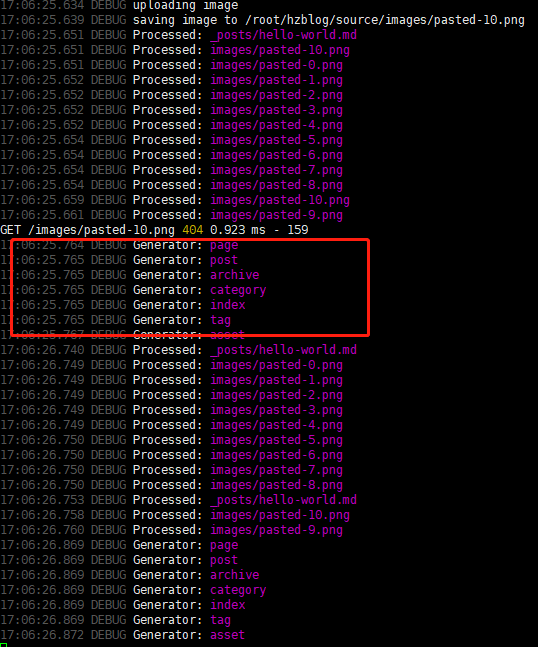 17:06:25.634 DEBUG uploading image
17:06:25.639 DEBUG saving image to /root/hzblog/source/images/pasted-10.png
17:06:25.651 DEBUG Processed: _posts/hello-world.md
17:06:25.651 DEBUG Processed: images/pasted-10.png
17:06:25.651 DEBUG Processed: images/pasted-0.png
17:06:25.652 DEBUG Processed: images/pasted-1.png
17:06:25.652 DEBUG Processed: images/pasted-2.png
17:06:25.652 DEBUG Processed: images/pasted-3.png
17:06:25.652 DEBUG Processed: images/pasted-4.png
17:06:25.654 DEBUG Processed: images/pasted-5.png
17:06:25.654 DEBUG Processed: images/pasted-6.png
17:06:25.654 DEBUG Processed: images/pasted-7.png
17:06:25.654 DEBUG Processed: images/pasted-8.png
17:06:25.659 DEBUG Processed: images/pasted-10.png
17:06:25.661 DEBUG Processed: images/pasted-9.png
GET /images/pasted-10.png 404 0.923 ms - 159
17:06:25.764 DEBUG Generator: page
17:06:25.765 DEBUG Generator: post
17:06:25.765 DEBUG Generator: archive
17:06:25.765 DEBUG Generator: category
17:06:25.765 DEBUG Generator: index
17:06:25.765 DEBUG Generator: tag
17:06:25.767 DEBUG Generator: asset
17:06:26.740 DEBUG Processed: _posts/hello-world.md
17:06:26.749 DEBUG Processed: images/pasted-0.png
17:06:26.749 DEBUG Processed: images/pasted-1.png
17:06:26.749 DEBUG Processed: images/pasted-2.png
17:06:26.749 DEBUG Processed: images/pasted-3.png
17:06:26.749 DEBUG Processed: images/pasted-4.png
17:06:26.750 DEBUG Processed: images/pasted-5.png
17:06:26.750 DEBUG Processed: images/pasted-6.png
17:06:26.750 DEBUG Processed: images/pasted-7.png
17:06:26.750 DEBUG Processed: images/pasted-8.png
17:06:26.753 DEBUG Processed: _posts/hello-world.md
17:06:26.758 DEBUG Processed: images/pasted-10.png
17:06:26.760 DEBUG Processed: images/pasted-9.png
17:06:26.869 DEBUG Generator: page
17:06:26.869 DEBUG Generator: post
17:06:26.869 DEBUG Generator: archive
17:06:26.869 DEBUG Generator: category
17:06:26.869 DEBUG Generator: index
17:06:26.869 DEBUG Generator: tag
17:06:26.872 DEBUG Generator: asset